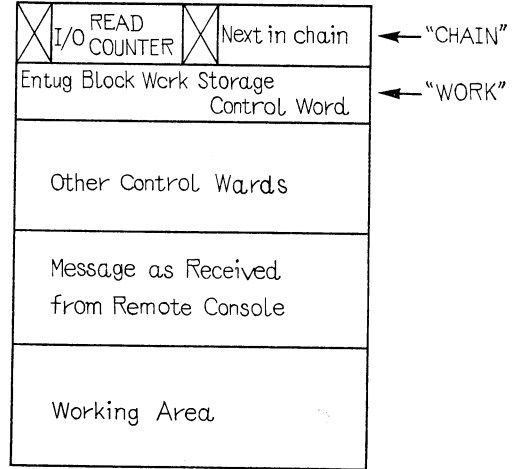 I/O READ COUNTER Next in chain "CHAIN"
Entug Block Wcrk Storage
Control Word "WORK"
Other Control Wards
Message as Received
from Remote Console
Working Area